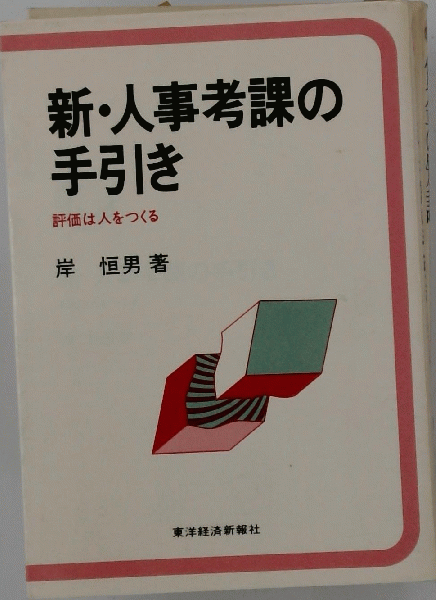 新・人事考課の
手引き
評価は人をつくる
岸 恒男 著
東洋経済新報社